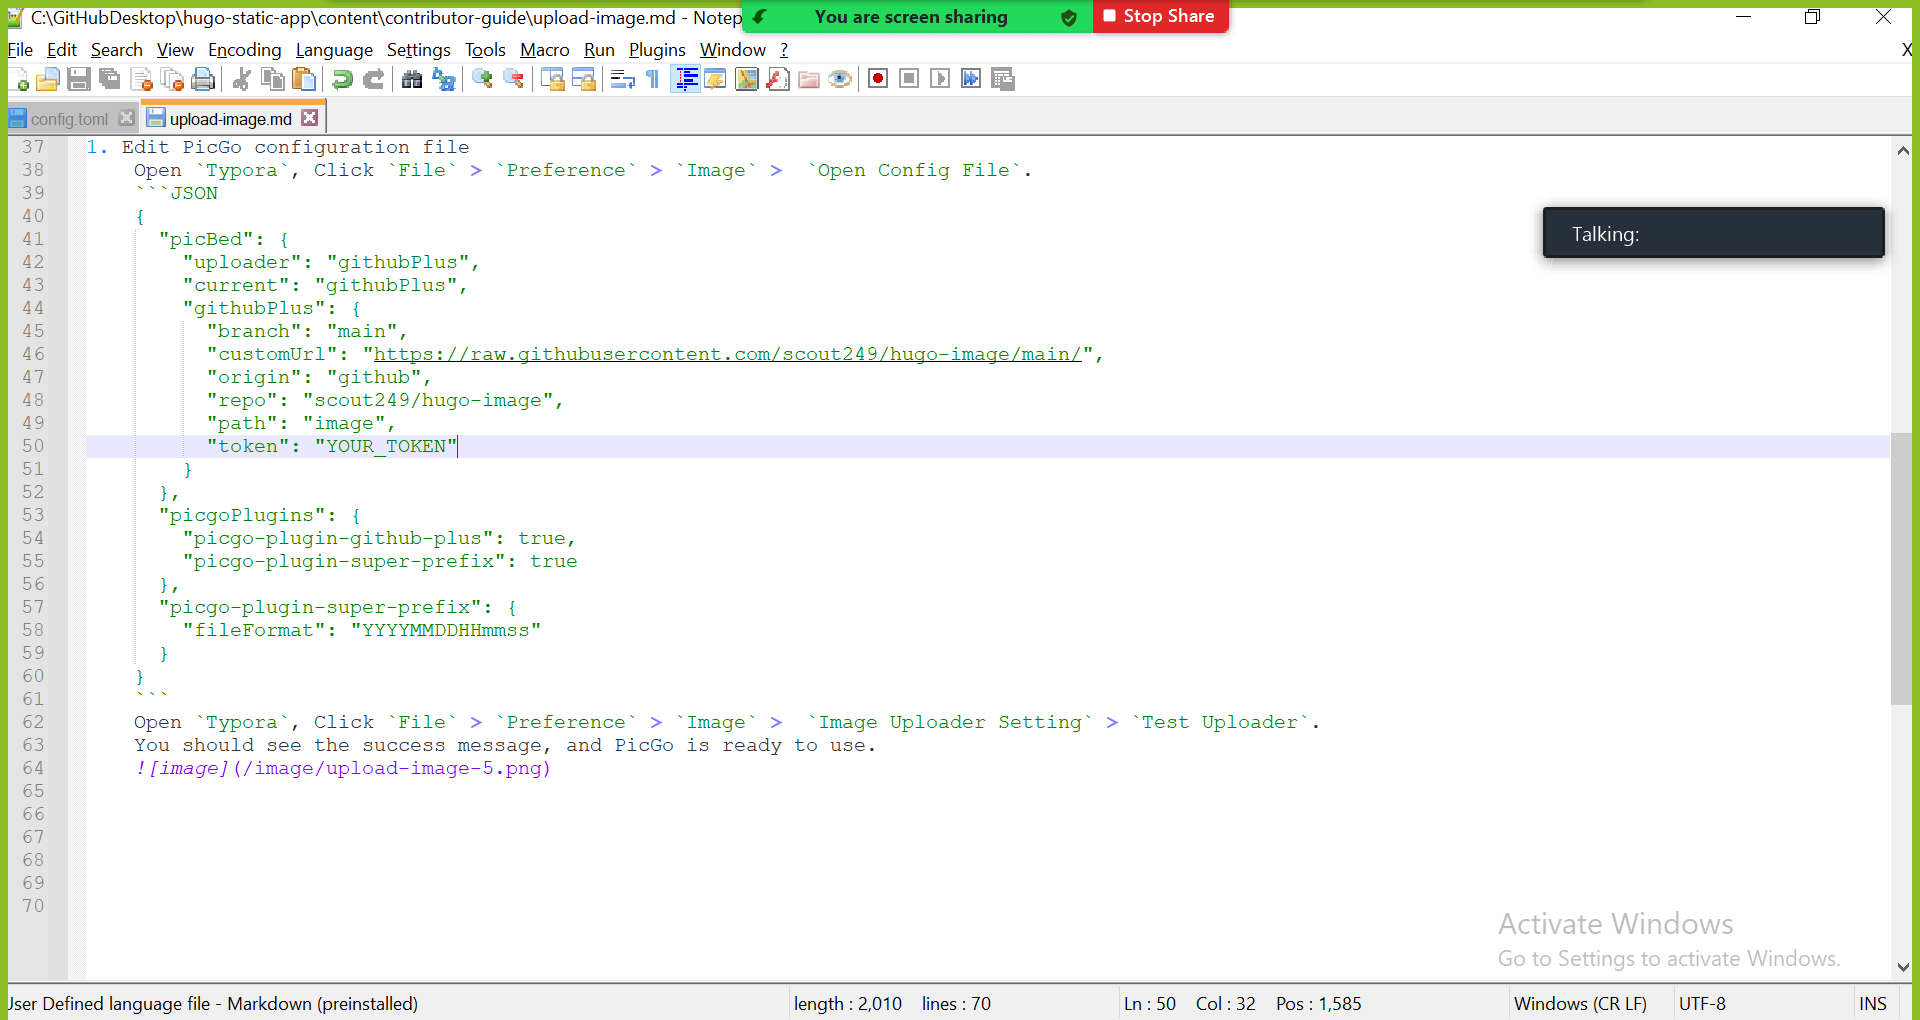 C:\GitHubDesktop\hugo-static-app\content\contributor-guide\upload-image.md - Notep
You are screen sharing
Stop Share
File Edit Search View Encoding Language Settings Tools Macro Run Plugins Window ?
X
config.toml
upload-image.md
37 1. Edit PicGo configuration file
38 Open `Typora`, Click `File` > `Preference` > `Image` >  `Open Config File`.
39 ```JSON
40 {
41 "picBed": {
42 "uploader": "githubPlus",
43 "current": "githubPlus",
44 "githubPlus": {
45 "branch": "main",
46 "customUrl": "https://raw.githubusercontent.com/scout249/hugo-image/main/",
47 "origin": "github",
48 "repo": "scout249/hugo-image",
49 "path": "image",
50 "token": "YOUR_TOKEN"
51 }
52 },
53 "picgoPlugins": {
54 "picgo-plugin-github-plus": true,
55 "picgo-plugin-super-prefix": true
56 },
57 "picgo-plugin-super-prefix": {
58 "fileFormat": "YYYYMMDDHHmmss"
59 }
60 }
61 ```
62 Open `Typora`, Click `File` > `Preference` > `Image` >  `Image Uploader Setting` > `Test Uploader`.
63 You should see the success message, and PicGo is ready to use.
64 ![image](/image/upload-image-5.png)
65
66
67
68
69
70
Talking:
Activate Windows
Go to Settings to activate Windows.
User Defined language file - Markdown (preinstalled)
length : 2,010 lines : 70
Ln : 50 Col : 32 Pos : 1,585
Windows (CR LF)
UTF-8
INS